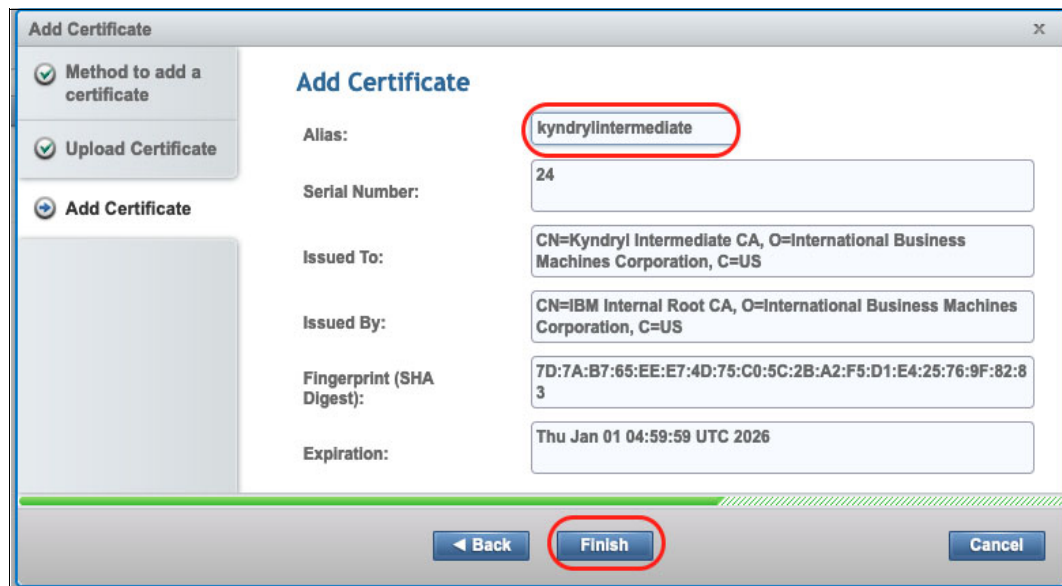 Add Certificate
x
Method to add a
certificate
Upload Certificate
Add Certificate
Add Certificate
Alias:
kyndrylintermediate
Serial Number:
24
Issued To:
CN=Kyndryl Intermediate CA, O=International Business
Machines Corporation, C=US
Issued By:
CN=IBM Internal Root CA, O=International Business Machines
Corporation, C=US
Fingerprint (SHA
Digest):
7D:7A:B7:65:EE:E7:4D:75:C0:5C:2B:A2:F5:D1:E4:25:76:9F:82:8
3
Expiration:
Thu Jan 01 04:59:59 UTC 2026
Back
Finish
Cancel